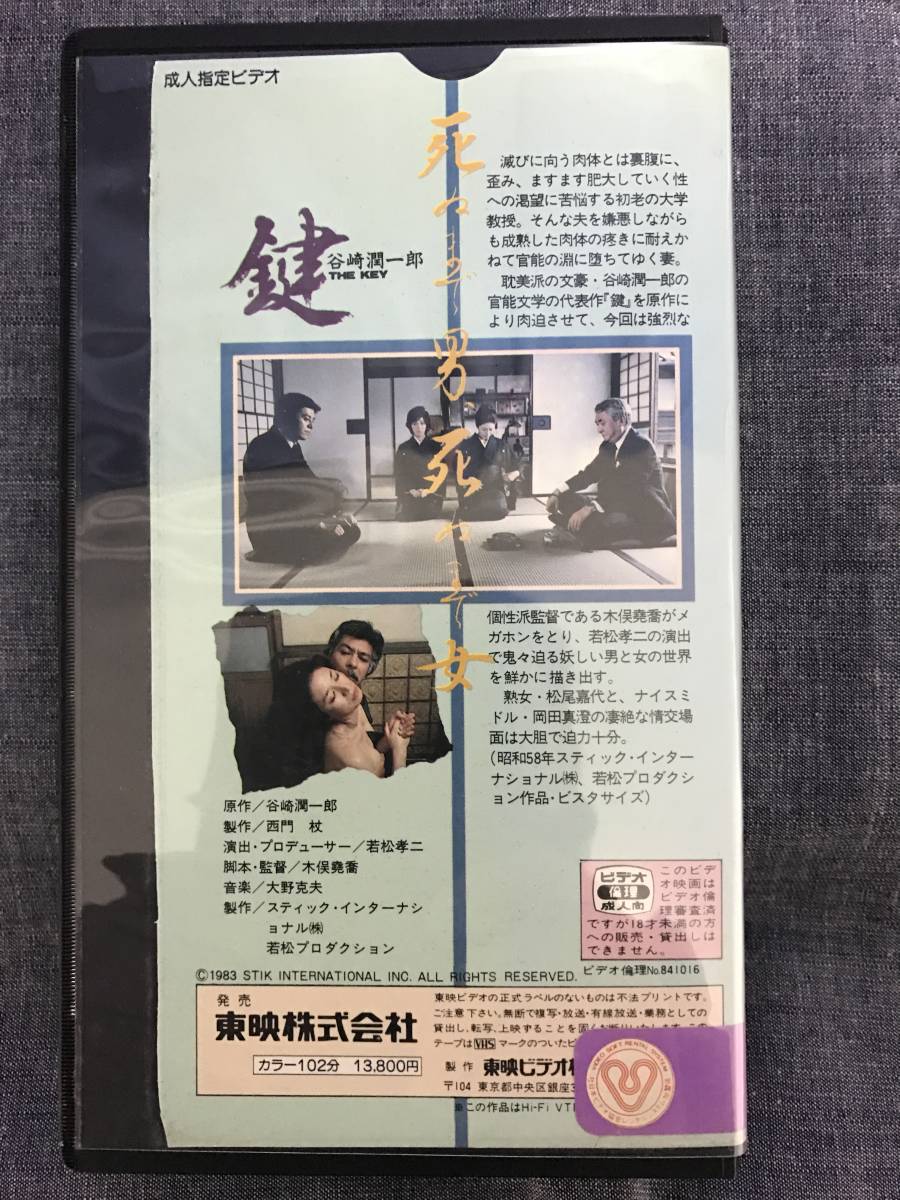 成人指定ビデオ
鍵
谷崎潤一郎
THE KEY
死ぬまで男、死ぬまで女
滅びに向う肉体とは裏腹に、
歪み、ますます肥大していく性
への渇望に苦悩する初老の大学
教授。そんな夫を嫌悪しながら
も成熟した肉体の疼きに耐えか
ねて官能の淵に堕ちてゆく妻。
耽美派の文豪・谷崎潤一郎の
官能文学の代表作『鍵』を原作に
より肉迫させて、今回は強烈な
個性派監督である木俣堯喬がメ
ガホンをとり、若松孝二の演出
で鬼々迫る妖しい男と女の世界
を鮮かに描き出す。
熟女・松尾嘉代と、ナイスミ
ドル・岡田真澄の凄絶な情交場
面は大胆で迫力十分。
(昭和58年スティック・インター
ナショナル㈱、若松プロダクシ
ョン作品・ビスタサイズ)
原作／谷崎潤一郎
製作／西門 杖
演出・プロデューサー／若松孝二
脚本・監督／木俣堯喬
音楽／大野克夫
製作／スティック・インターナシ
ョナル㈱
若松プロダクション
ビデオ
倫理
成人向
このビデ
オ映画は
ビデオ倫
理審査済
ですが18才未満の方
への販売・貸出しは
できません。
©1983 STIK INTERNATIONAL INC. ALL RIGHTS RESERVED.
ビデオ倫理No.841016
発売
東映株式会社
カラー102分 13,800円
東映ビデオの正式ラベルのないものは不法プリントです。
ご注意下さい。無断で複写・放送・有線放送・業務としての
貸出し、転写、上映することを固くお断りいたします。この
テープはVHSマークのついたビ
製作 東映ビデオ
〒104 東京都中央区銀座3
※この作品はHi-Fi VT
VIDEO SOFT RENTAL SYSTEM